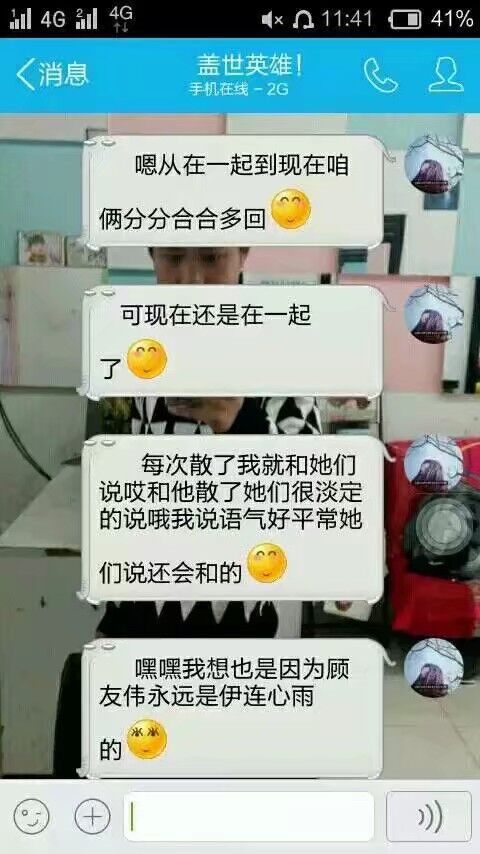 4G 4G 11:41 41%
消息
盖世英雄！
手机在线－2G
嗯从在一起到现在咱
俩分分合合多回
可现在还是在一起
了
每次散了我就和她们
说哎和他散了她们很淡定
的说哦我说语气好平常她
们说还会和的
嘿嘿我想也是因为顾
友伟永远是伊连心雨
的